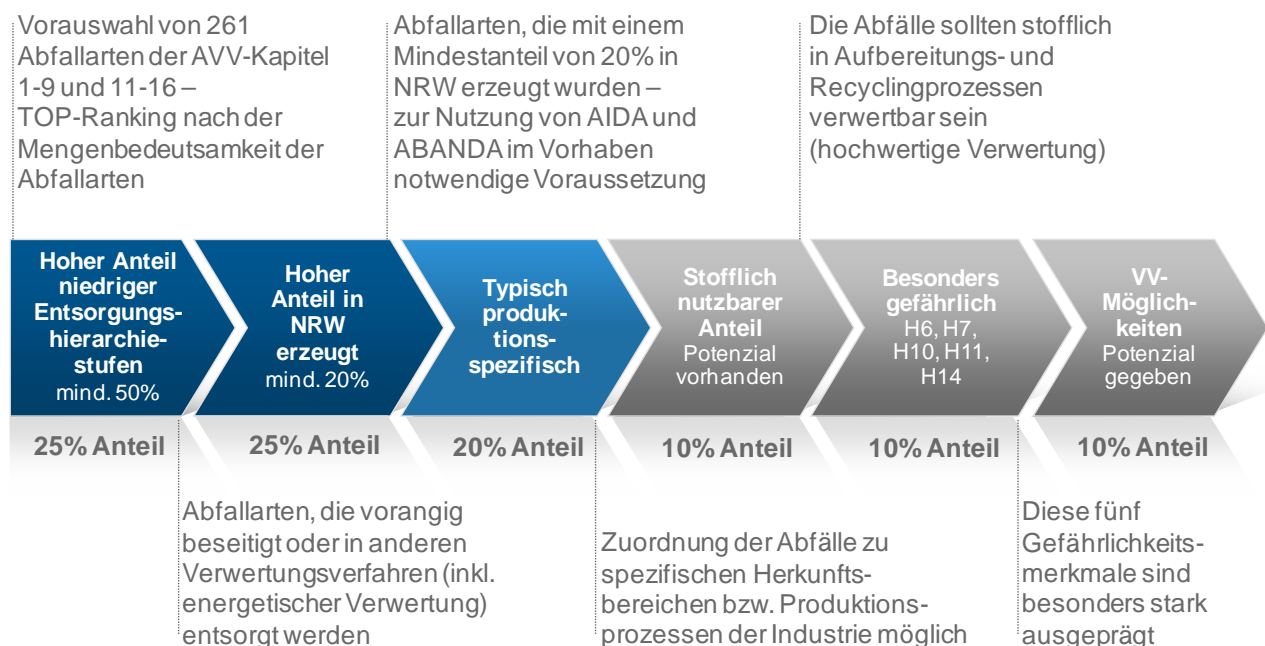 Vorauswahl von 261
Abfallarten der AVV-Kapitel
1-9 und 11-16 –
TOP-Ranking nach der
Mengenbedeutsamkeit der
Abfallarten
Abfallarten, die mit einem
Mindestanteil von 20% in
NRW erzeugt wurden –
zur Nutzung von AIDA und
ABANDA im Vorhaben
notwendige Voraussetzung
Die Abfälle sollten stofflich
in Aufbereitungs- und
Recyclingprozessen
verwertbar sein
(hochwertige Verwertung)
Hoher Anteil
niedriger
Entsorgungs-
hierarchie-
stufen
mind. 50%
Hoher
Anteil in
NRW
erzeugt
mind. 20%
Typisch
produk-
tions-
spezifisch
Stofflich
nutzbarer
Anteil
Potenzial
vorhanden
Besonders
gefährlich
H6, H7,
H10, H11,
H14
VV-
Möglich-
keiten
Potenzial
gegeben
25% Anteil
25% Anteil
20% Anteil
10% Anteil
10% Anteil
10% Anteil
Abfallarten, die vorangig
beseitigt oder in anderen
Verwertungsverfahren (inkl.
energetischer Verwertung)
entsorgt werden
Zuordnung der Abfälle zu
spezifischen Herkunfts-
bereichen bzw. Produktions-
prozessen der Industrie möglich
Diese fünf
Gefährlichkeits-
merkmale sind
besonders stark
ausgeprägt